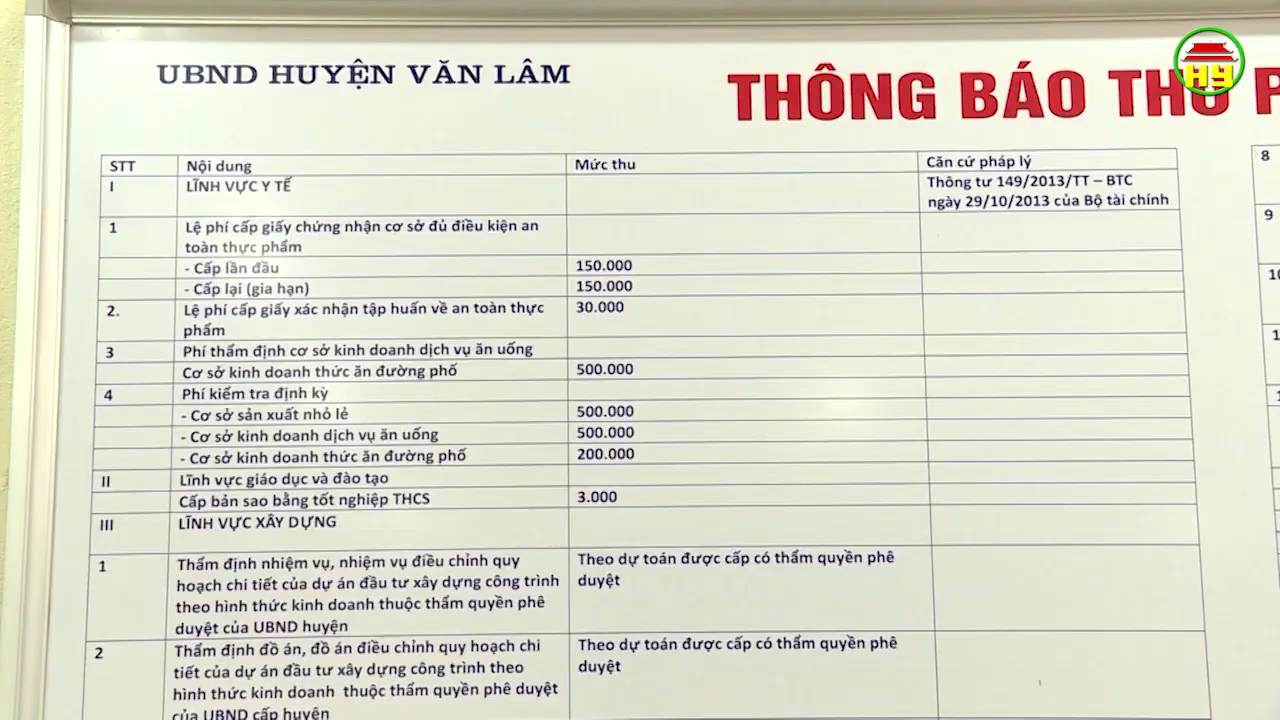 UBND HUYỆN VĂN LÂM
THÔNG BÁO THU
HY
STT Nội dung Mức thu Căn cứ pháp lý
I LĨNH VỰC Y TẾ Thông tư 149/2013/TT – BTC
ngày 29/10/2013 của Bộ tài chính
1 Lệ phí cấp giấy chứng nhận cơ sở đủ điều kiện an
toàn thực phẩm
- Cấp lần đầu 150.000
- Cấp lại (gia hạn) 150.000
2. Lệ phí cấp giấy xác nhận tập huấn về an toàn thực 30.000
phẩm
3 Phí thẩm định cơ sở kinh doanh dịch vụ ăn uống
Cơ sở kinh doanh thức ăn đường phố 500.000
4 Phí kiểm tra định kỳ
- Cơ sở sản xuất nhỏ lẻ 500.000
- Cơ sở kinh doanh dịch vụ ăn uống 500.000
- Cơ sở kinh doanh thức ăn đường phố 200.000
II Lĩnh vực giáo dục và đào tạo
Cấp bản sao bằng tốt nghiệp THCS 3.000
III LĨNH VỰC XÂY DỰNG
1 Thẩm định nhiệm vụ, nhiệm vụ điều chỉnh quy Theo dự toán được cấp có thẩm quyền phê
hoạch chi tiết của dự án đầu tư xây dựng công trình duyệt
theo hình thức kinh doanh thuộc thẩm quyền phê
duyệt của UBND huyện
2 Thẩm định đồ án, đồ án điều chỉnh quy hoạch chi Theo dự toán được cấp có thẩm quyền phê
tiết của dự án đầu tư xây dựng công trình theo duyệt
hình thức kinh doanh thuộc thẩm quyền phê duyệt
của UBND cấp huyện
8
9